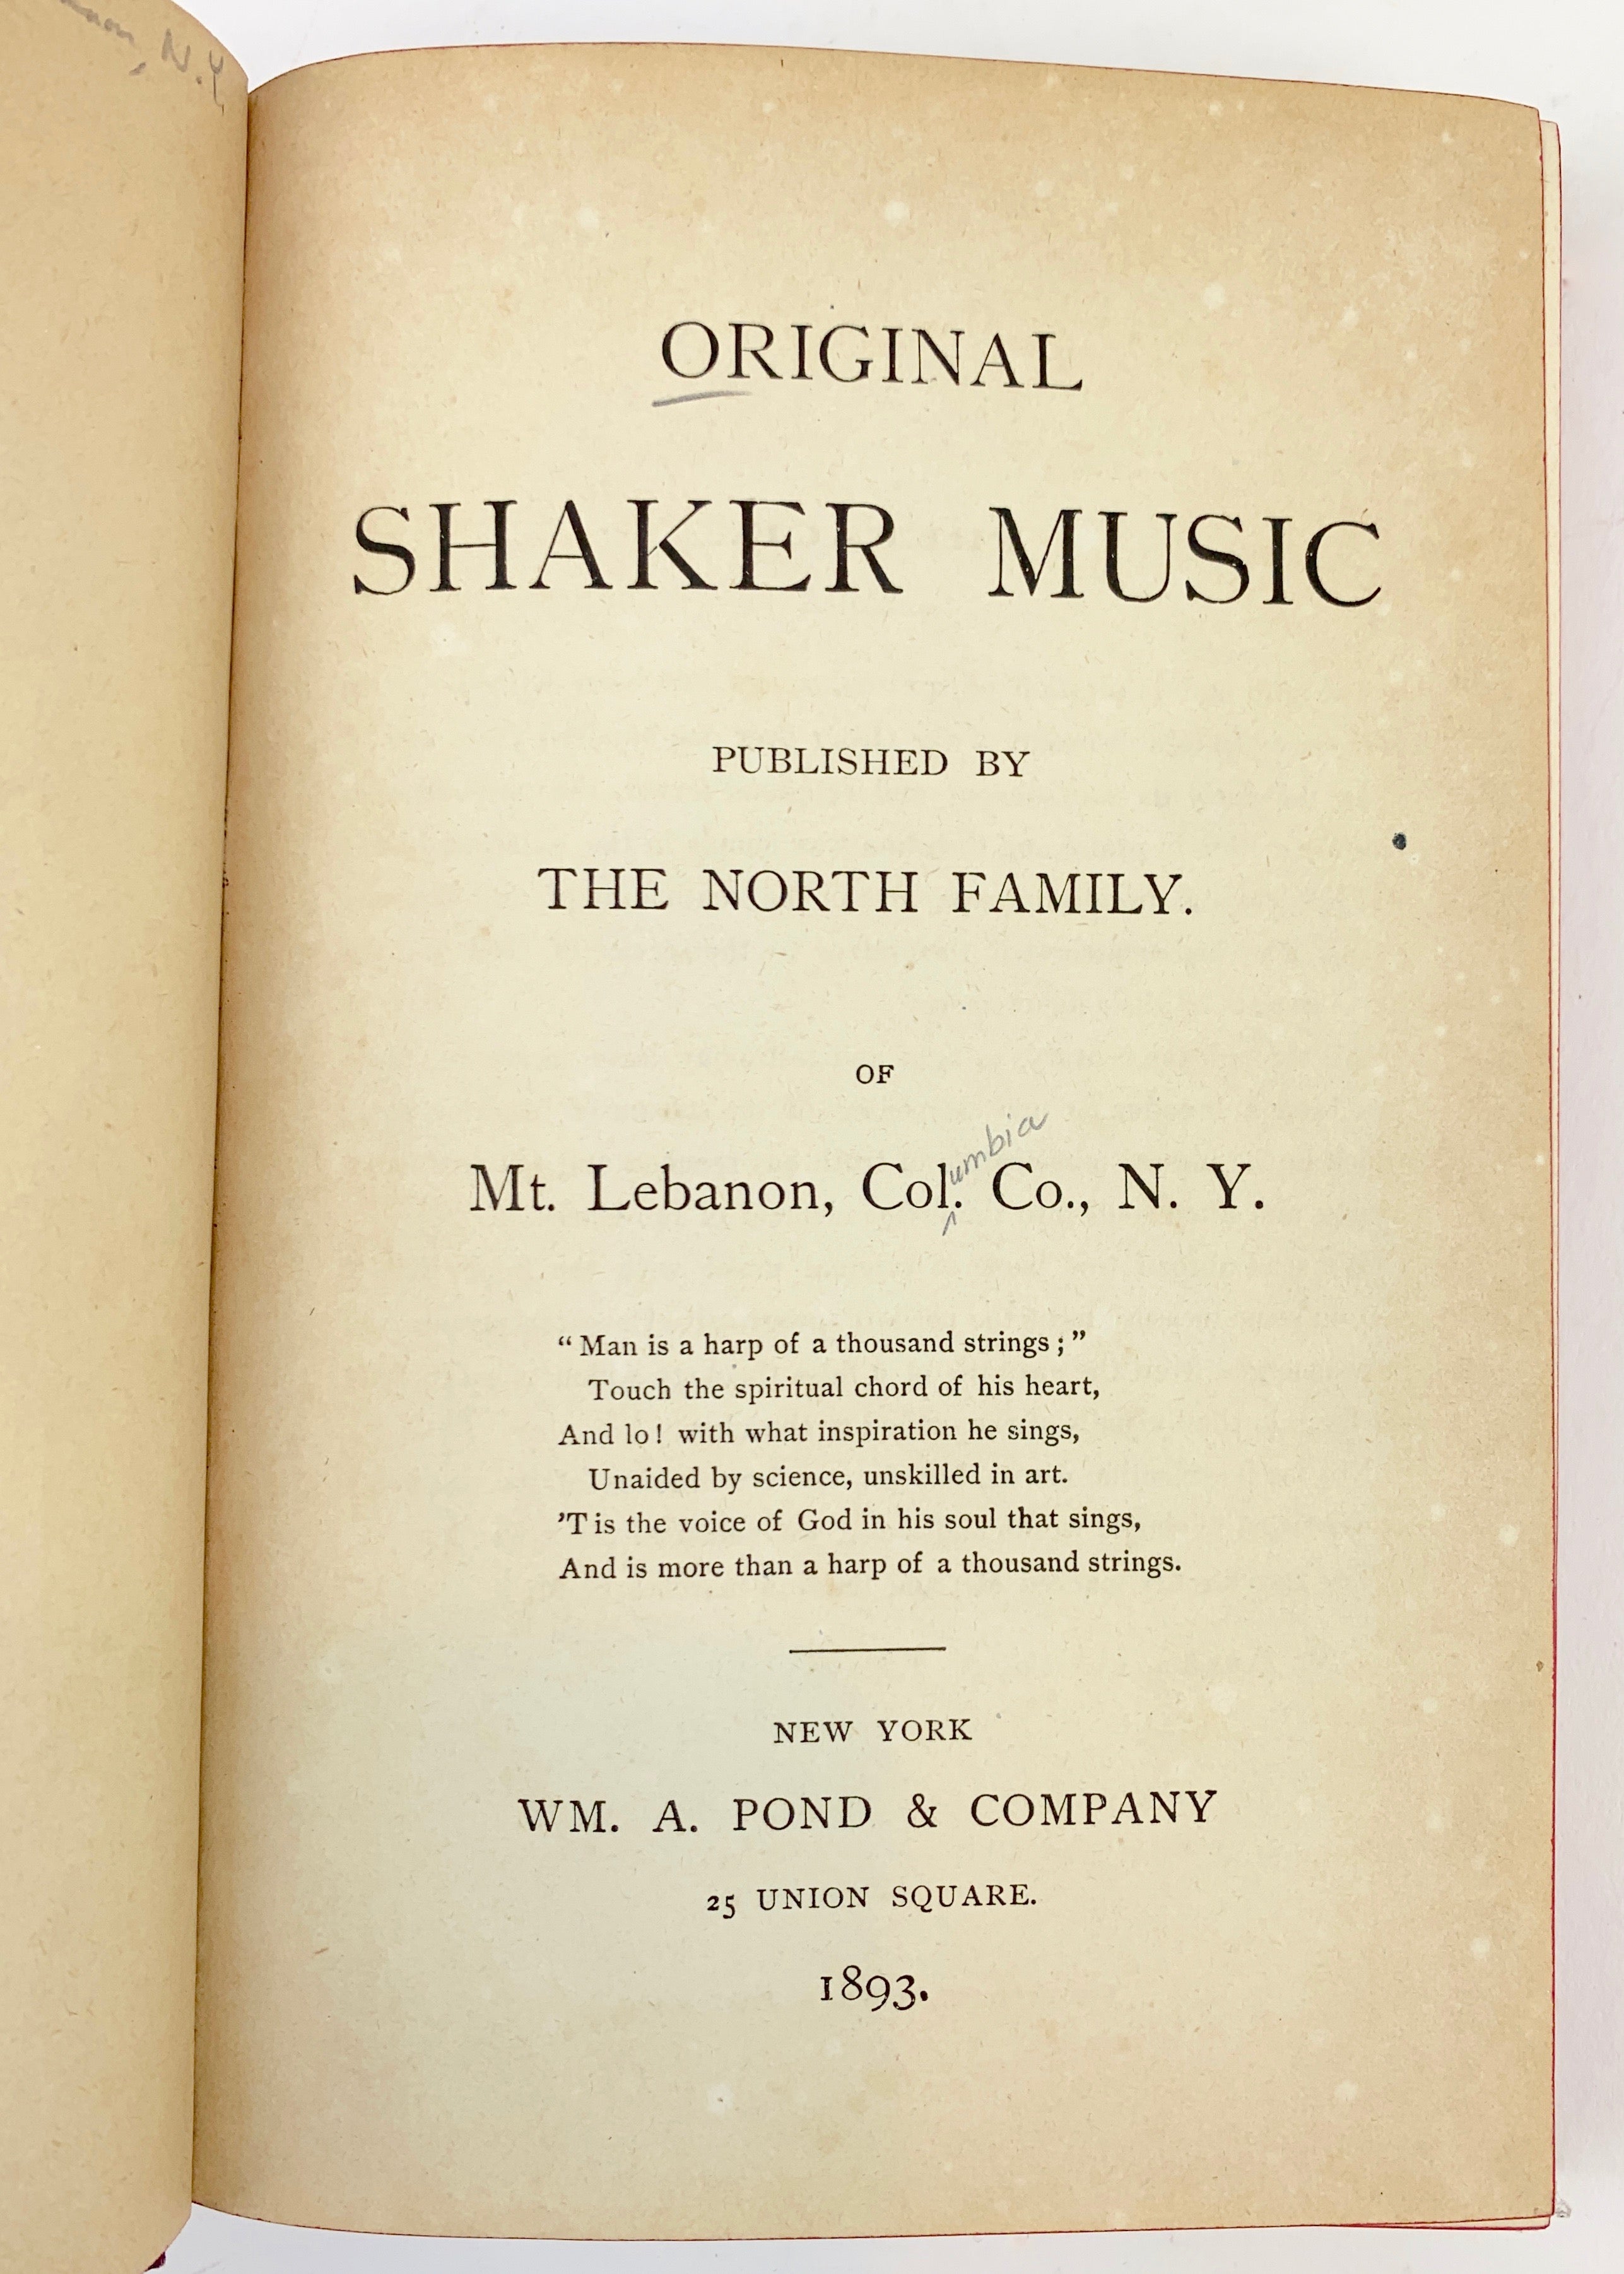 N.Y.
ORIGINAL
SHAKER MUSIC
PUBLISHED BY
THE NORTH FAMILY.
OF
umbia
Mt. Lebanon, Col. Co., N. Y.
“Man is a harp of a thousand strings;”
Touch the spiritual chord of his heart,
And lo! with what inspiration he sings,
Unaided by science, unskilled in art.
’T is the voice of God in his soul that sings,
And is more than a harp of a thousand strings.
NEW YORK
WM. A. POND & COMPANY
25 UNION SQUARE.
1893.